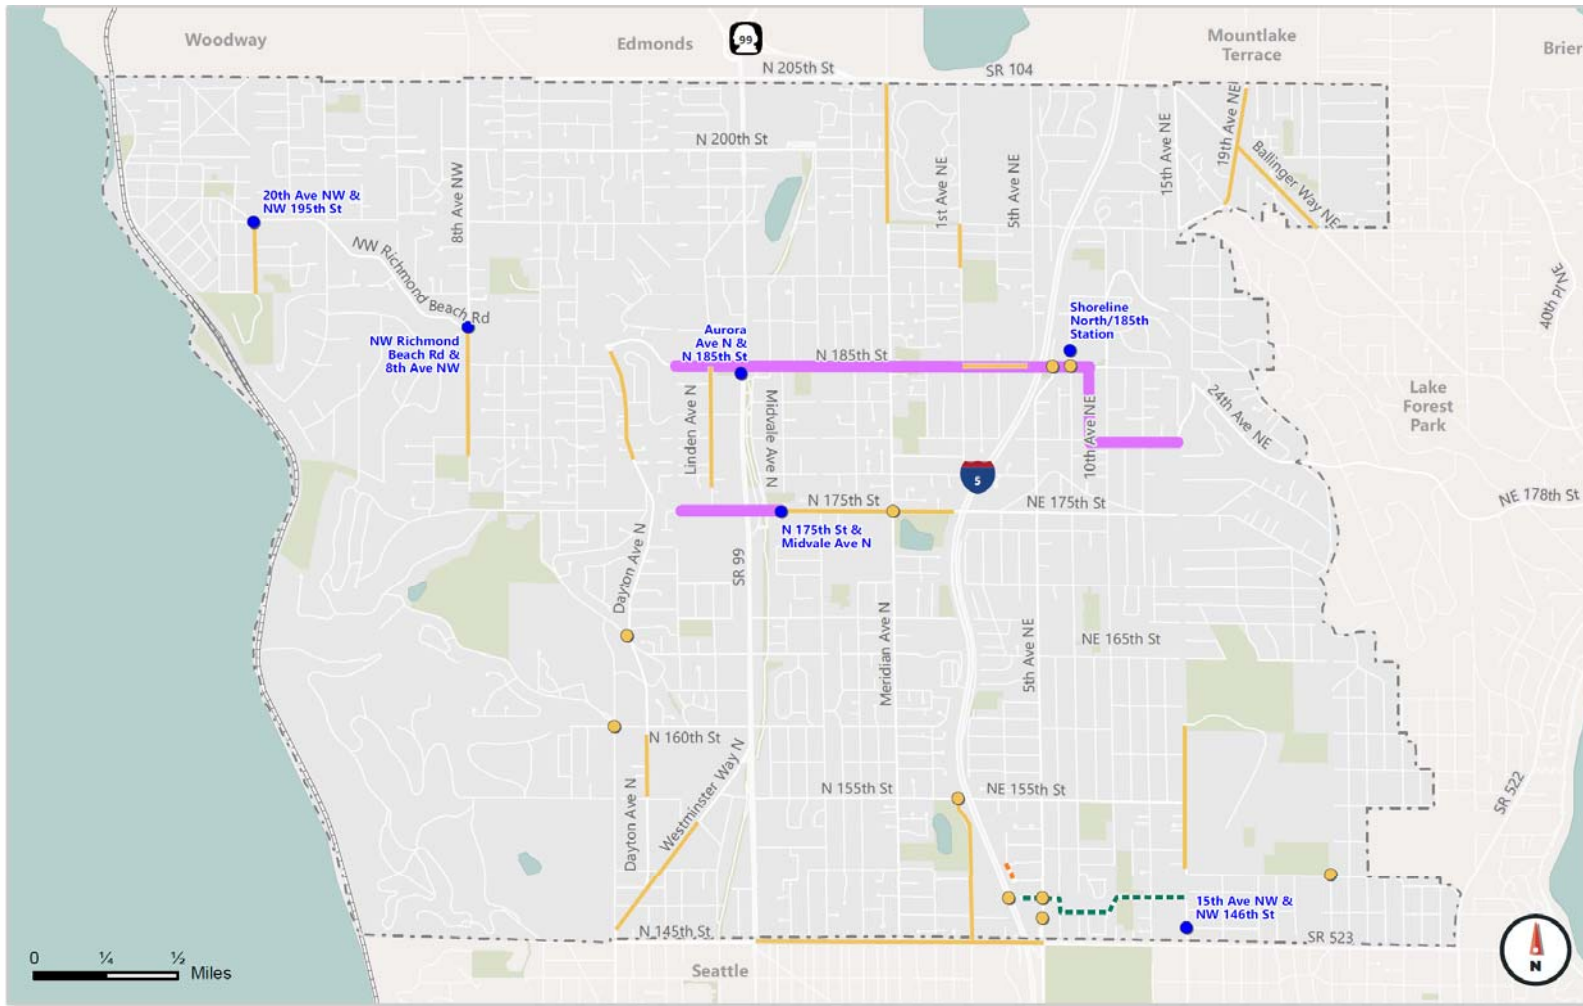 Woodway
Edmonds
99
Mountlake
Terrace
Brier
N 205th St
SR 104
N 200th St
8th Ave NW
1st Ave NE
5th Ave NE
15th Ave NE
19th Ave NE
Ballinger Way NE
20th Ave NW &
NW 195th St
NW Richmond Beach Rd
40th Pl NE
NW Richmond
Beach Rd &
8th Ave NW
Aurora
Ave N &
N 185th St
N 185th St
Shoreline
North/185th
Station
Linden Ave N
Midvale Ave N
10th Ave NE
24th Ave NE
Lake
Forest
Park
5
N 175th St
NE 175th St
NE 178th St
N 175th St &
Midvale Ave N
Dayton Ave N
SR 99
Meridian Ave N
5th Ave NE
NE 165th St
N 160th St
Westminster Way N
Dayton Ave N
N 155th St
NE 155th St
SR 522
15th Ave NW &
NW 146th St
N 145th St
SR 523
Seattle
0 ¼ ½
Miles
N